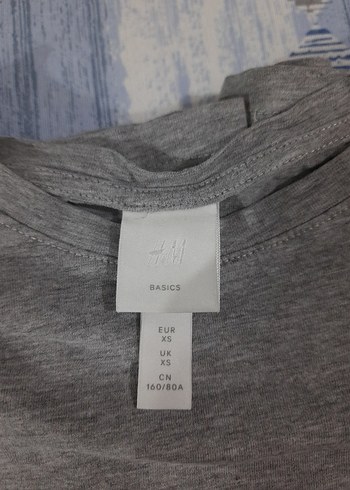 H&M
BASICS
EUR
XS
UK
XS
CN
160/80A